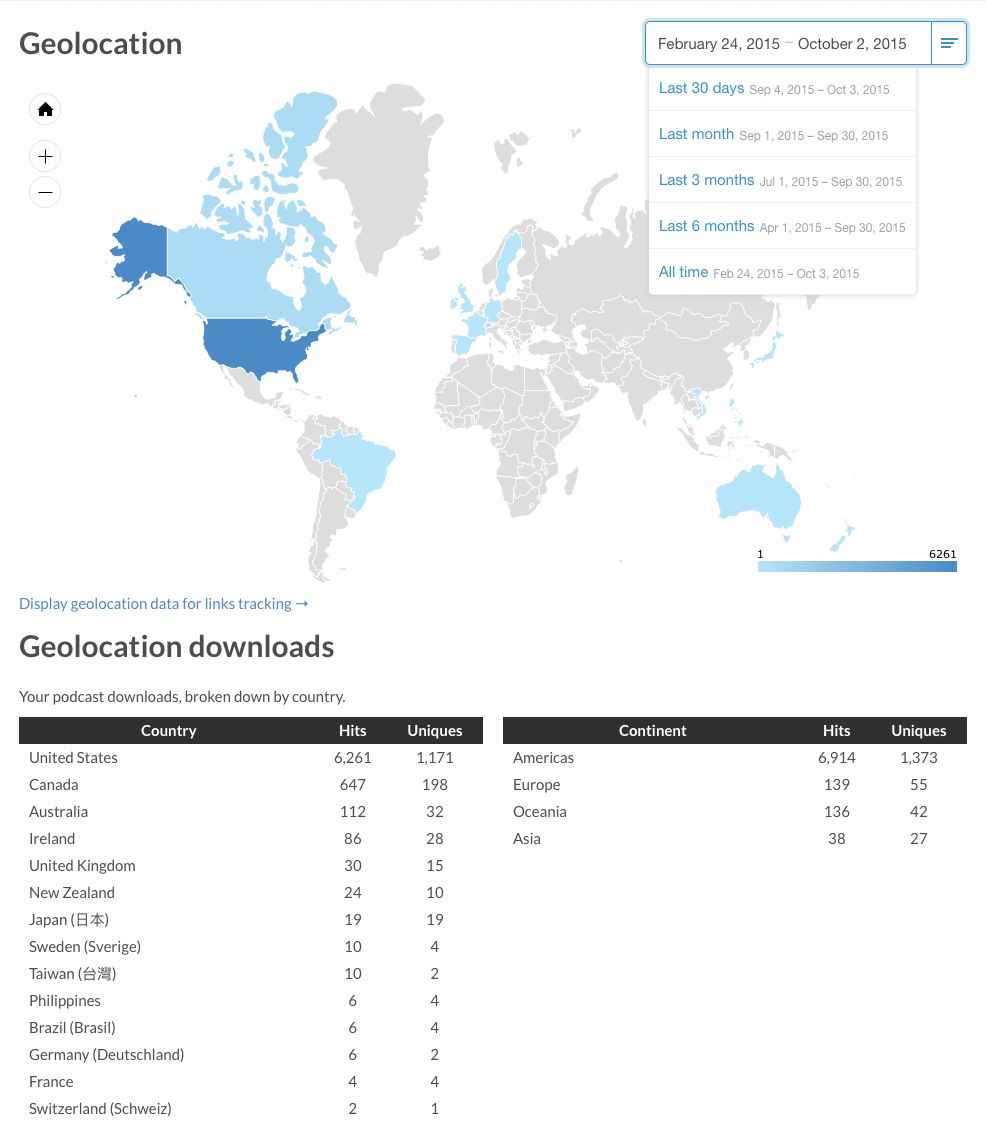 Geolocation
February 24, 2015 – October 2, 2015
Last 30 days Sep 4, 2015 – Oct 3, 2015
Last month Sep 1, 2015 – Sep 30, 2015
Last 3 months Jul 1, 2015 – Sep 30, 2015
Last 6 months Apr 1, 2015 – Sep 30, 2015
All time Feb 24, 2015 – Oct 3, 2015
1 6261
Display geolocation data for links tracking →
Geolocation downloads
Your podcast downloads, broken down by country.
Country Hits Uniques
United States 6,261 1,171
Canada 647 198
Australia 112 32
Ireland 86 28
United Kingdom 30 15
New Zealand 24 10
Japan (日本) 19 19
Sweden (Sverige) 10 4
Taiwan (台灣) 10 2
Philippines 6 4
Brazil (Brasil) 6 4
Germany (Deutschland) 6 2
France 4 4
Switzerland (Schweiz) 2 1
Continent Hits Uniques
Americas 6,914 1,373
Europe 139 55
Oceania 136 42
Asia 38 27